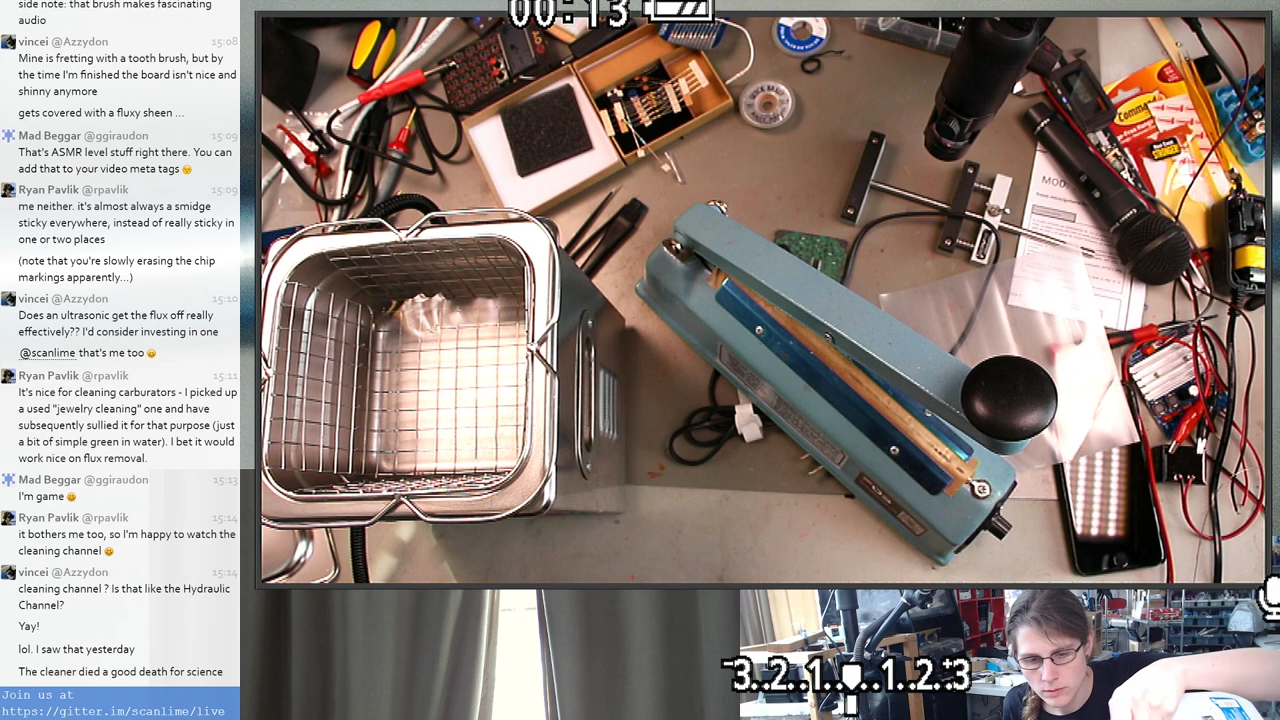 side note: that brush makes fascinating
audio
vincei @Azzydon 15:08
Mine is fretting with a tooth brush, but by
the time I'm finished the board isn't nice and
shinny anymore
gets covered with a fluxy sheen ...
Mad Beggar @ggiraudon 15:09
That's ASMR level stuff right there. You can
add that to your video meta tags
Ryan Pavlik @rpavlik 15:09
me neither. it's almost always a smidge
sticky everywhere, instead of really sticky in
one or two places
(note that you're slowly erasing the chip
markings apparently...)
vincei @Azzydon 15:10
Does an ultrasonic get the flux off really
effectively?? I'd consider investing in one
@scanlime that's me too
Ryan Pavlik @rpavlik 15:11
It's nice for cleaning carburators - I picked up
a used "jewelry cleaning" one and have
subsequently sullied it for that purpose (just
a bit of simple green in water). I bet it would
work nice on flux removal.
Mad Beggar @ggiraudon 15:13
I'm game
Ryan Pavlik @rpavlik 15:14
it bothers me too, so I'm happy to watch the
cleaning channel
vincei @Azzydon 15:14
cleaning channel ? Is that like the Hydraulic
Channel?
Yay!
lol. I saw that yesterday
The cleaner died a good death for science
Join us at
https://gitter.im/scanlime/live
00:13
Command
MOD
-3..2..1.....1..2..+3